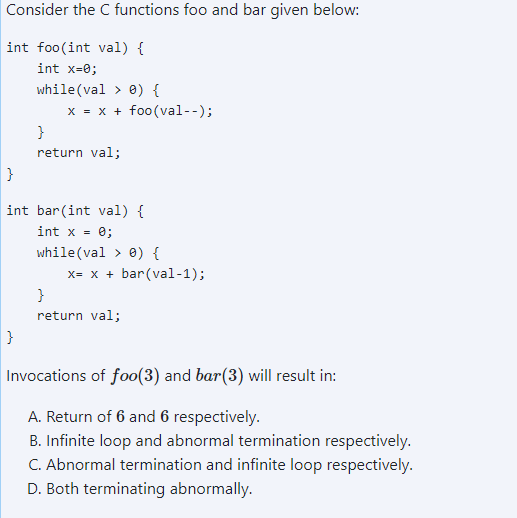 Consider the C functions foo and bar given below:
int foo(int val) {
    int x=0;
    while(val > 0) {
        x = x + foo(val--);
    }
    return val;
}
int bar(int val) {
    int x = 0;
    while(val > 0) {
        x= x + bar(val-1);
    }
    return val;
}
Invocations of foo(3) and bar(3) will result in:
A. Return of 6 and 6 respectively.
B. Infinite loop and abnormal termination respectively.
C. Abnormal termination and infinite loop respectively.
D. Both terminating abnormally.